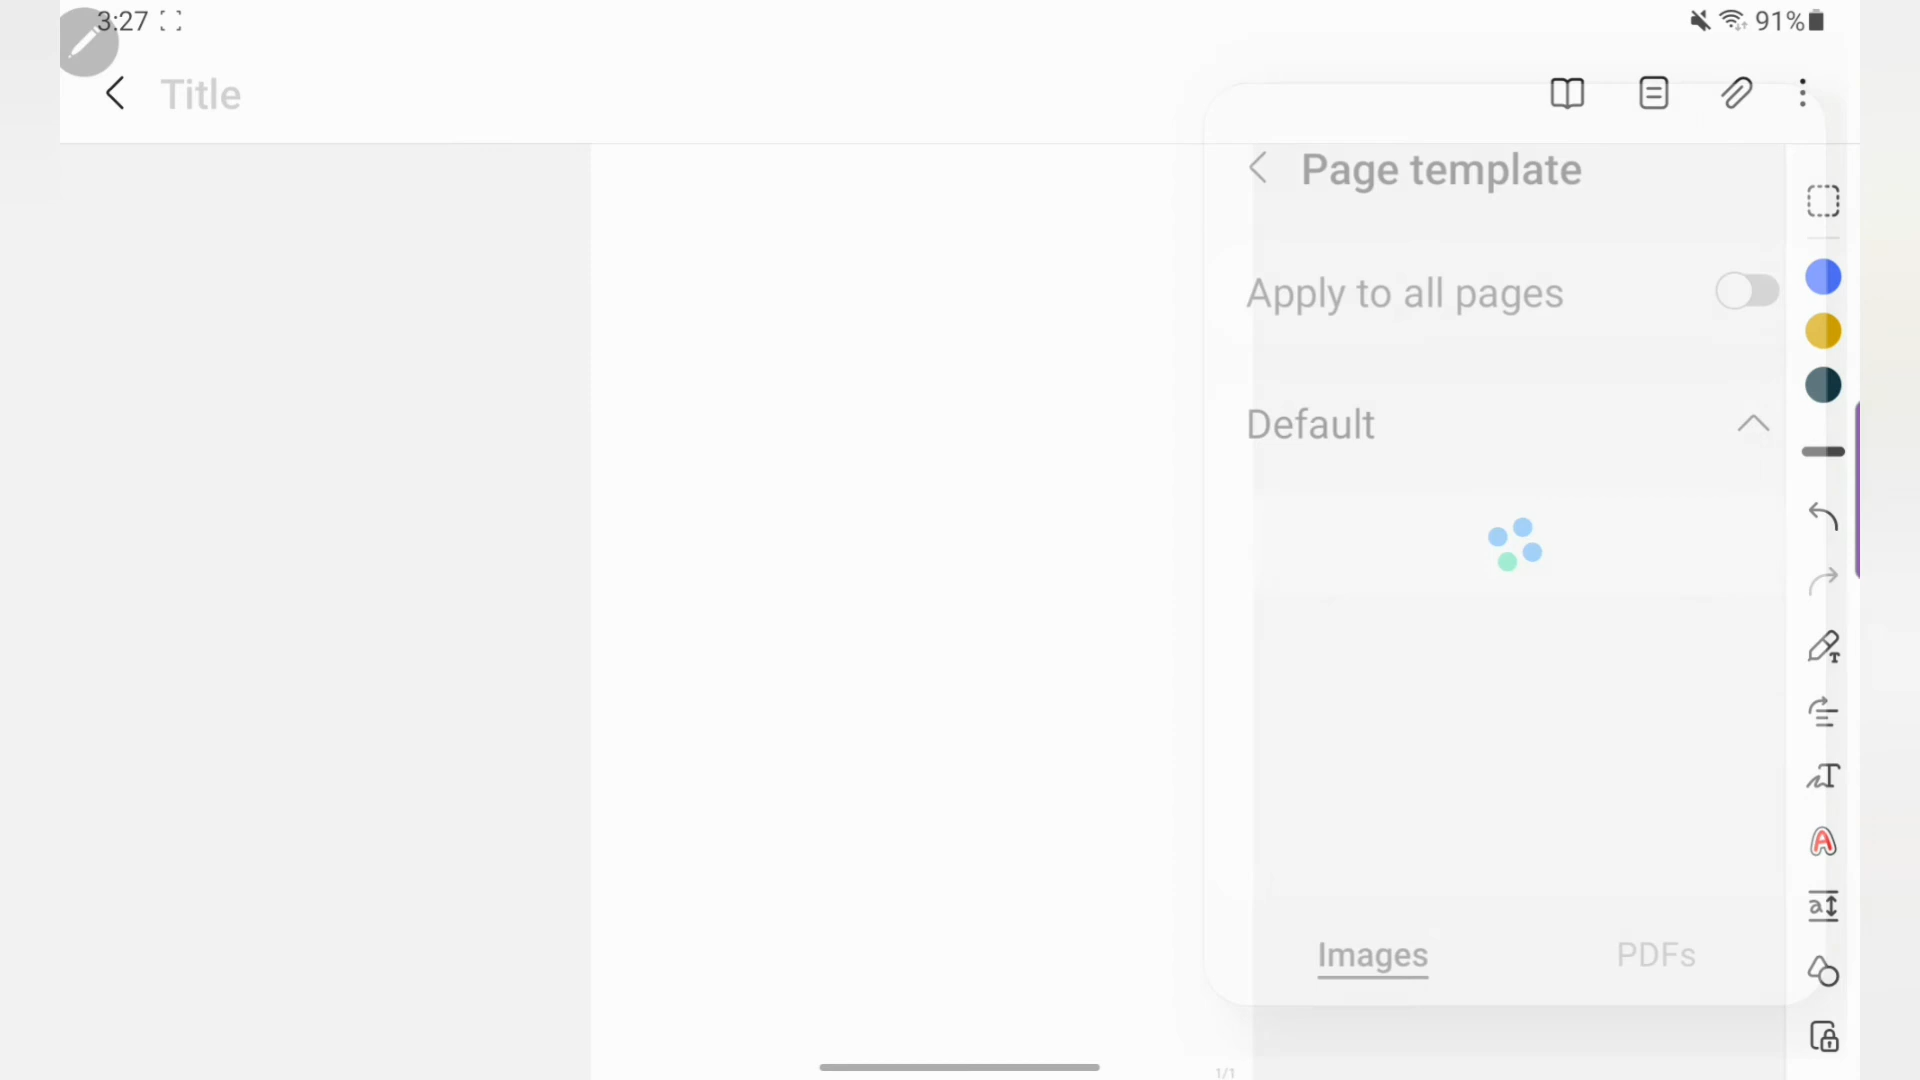 3:27
91%
Title
Page template
Apply to all pages
Default
T
T
A
a
Images
PDFs
1/1